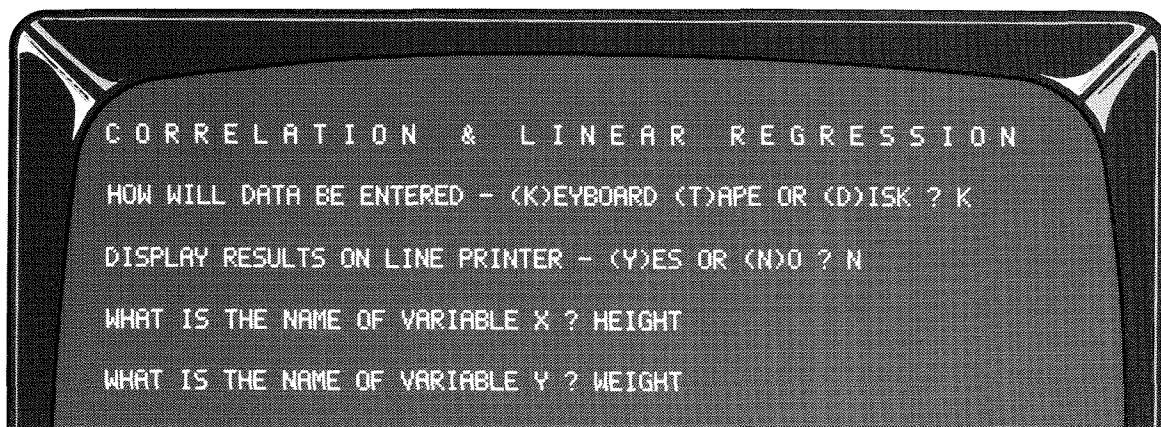 C O R R E L A T I O N & L I N E A R R E G R E S S I O N
HOW WILL DATA BE ENTERED - (K)EYBOARD (T)APE OR (D)ISK ? K
DISPLAY RESULTS ON LINE PRINTER - (Y)ES OR (N)O ? N
WHAT IS THE NAME OF VARIABLE X ? HEIGHT
WHAT IS THE NAME OF VARIABLE Y ? WEIGHT